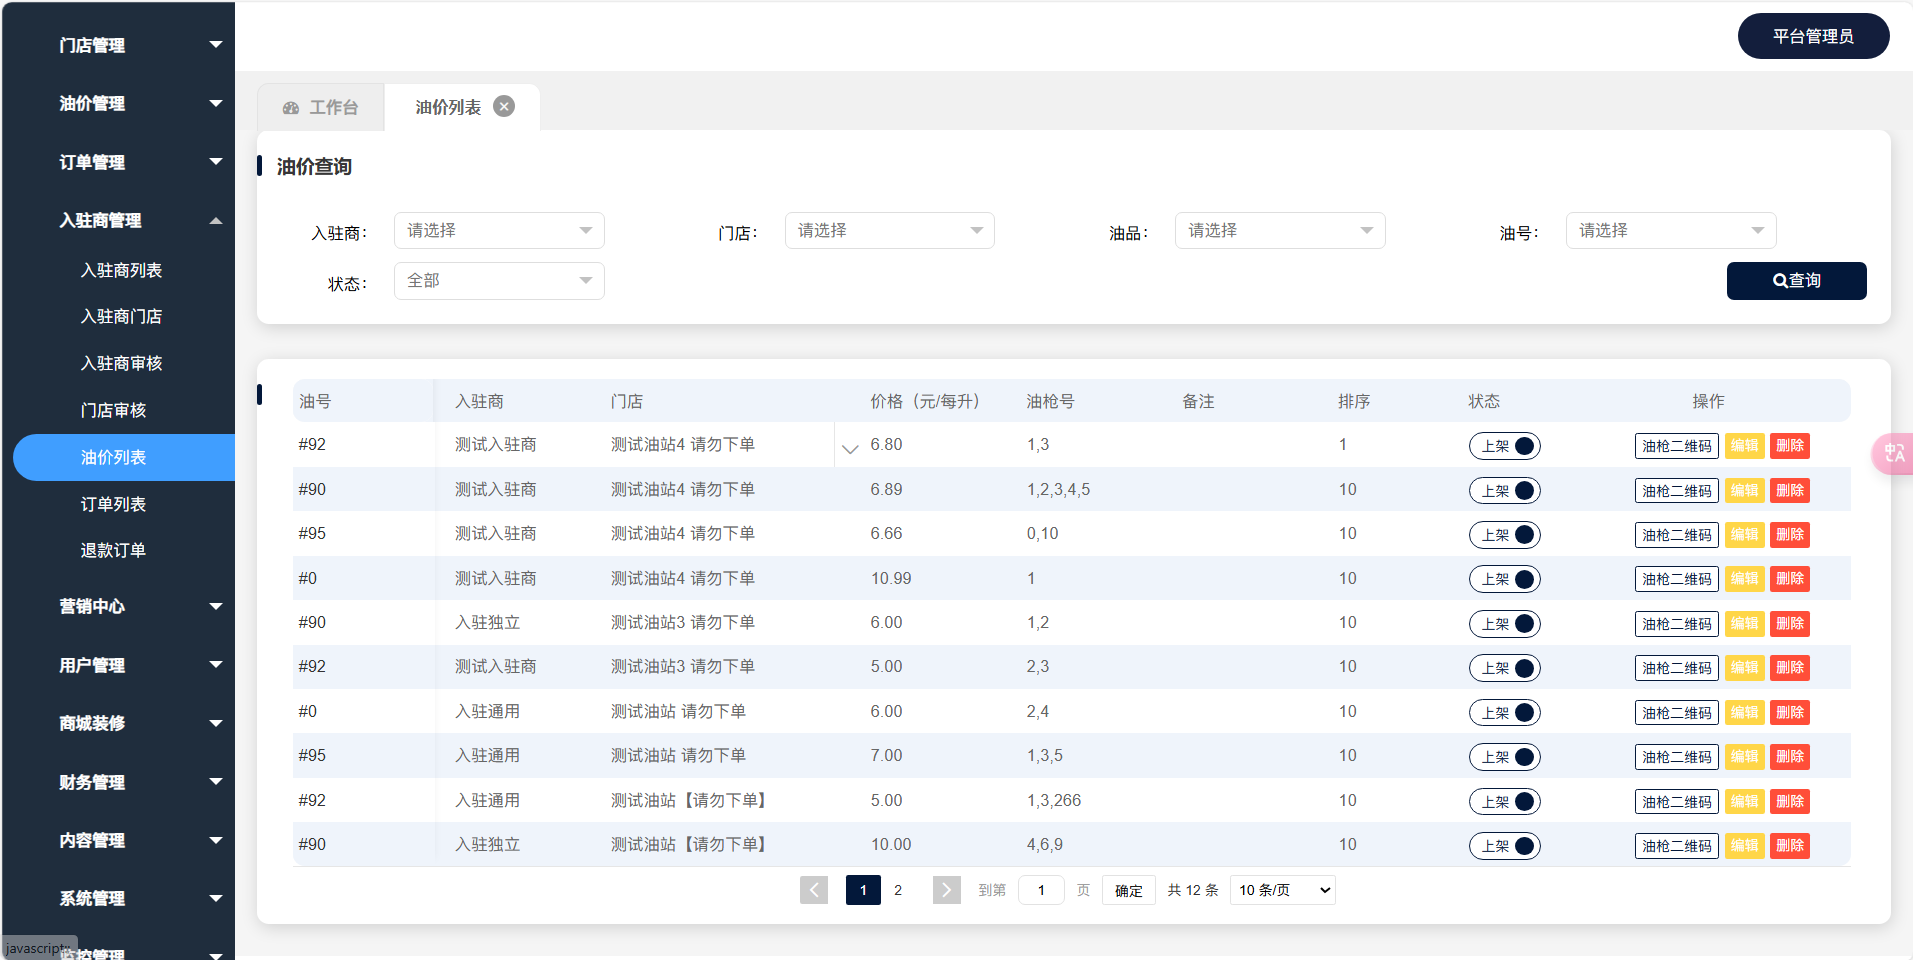 平台管理员
门店管理
油价管理
订单管理
入驻商管理
入驻商列表
入驻商门店
入驻商审核
门店审核
油价列表
订单列表
退款订单
营销中心
用户管理
商城装修
财务管理
内容管理
系统管理
监控管理
javascript:
工作台 油价列表
油价查询
入驻商： 请选择 门店： 请选择 油品： 请选择 油号： 请选择
状态： 全部 查询
油号 入驻商 门店 价格（元/每升） 油枪号 备注 排序 状态 操作
#92 测试入驻商 测试油站4 请勿下单 6.80 1,3 1 上架 油枪二维码 编辑 删除
#90 测试入驻商 测试油站4 请勿下单 6.89 1,2,3,4,5 10 上架 油枪二维码 编辑 删除
#95 测试入驻商 测试油站4 请勿下单 6.66 0,10 10 上架 油枪二维码 编辑 删除
#0 测试入驻商 测试油站4 请勿下单 10.99 1 10 上架 油枪二维码 编辑 删除
#90 入驻独立 测试油站3 请勿下单 6.00 1,2 10 上架 油枪二维码 编辑 删除
#92 测试入驻商 测试油站3 请勿下单 5.00 2,3 10 上架 油枪二维码 编辑 删除
#0 入驻通用 测试油站 请勿下单 6.00 2,4 10 上架 油枪二维码 编辑 删除
#95 入驻通用 测试油站 请勿下单 7.00 1,3,5 10 上架 油枪二维码 编辑 删除
#92 入驻通用 测试油站【请勿下单】 5.00 1,3,266 10 上架 油枪二维码 编辑 删除
#90 入驻独立 测试油站【请勿下单】 10.00 4,6,9 10 上架 油枪二维码 编辑 删除
1 2 到第 1 页 确定 共 12 条 10 条/页
中A